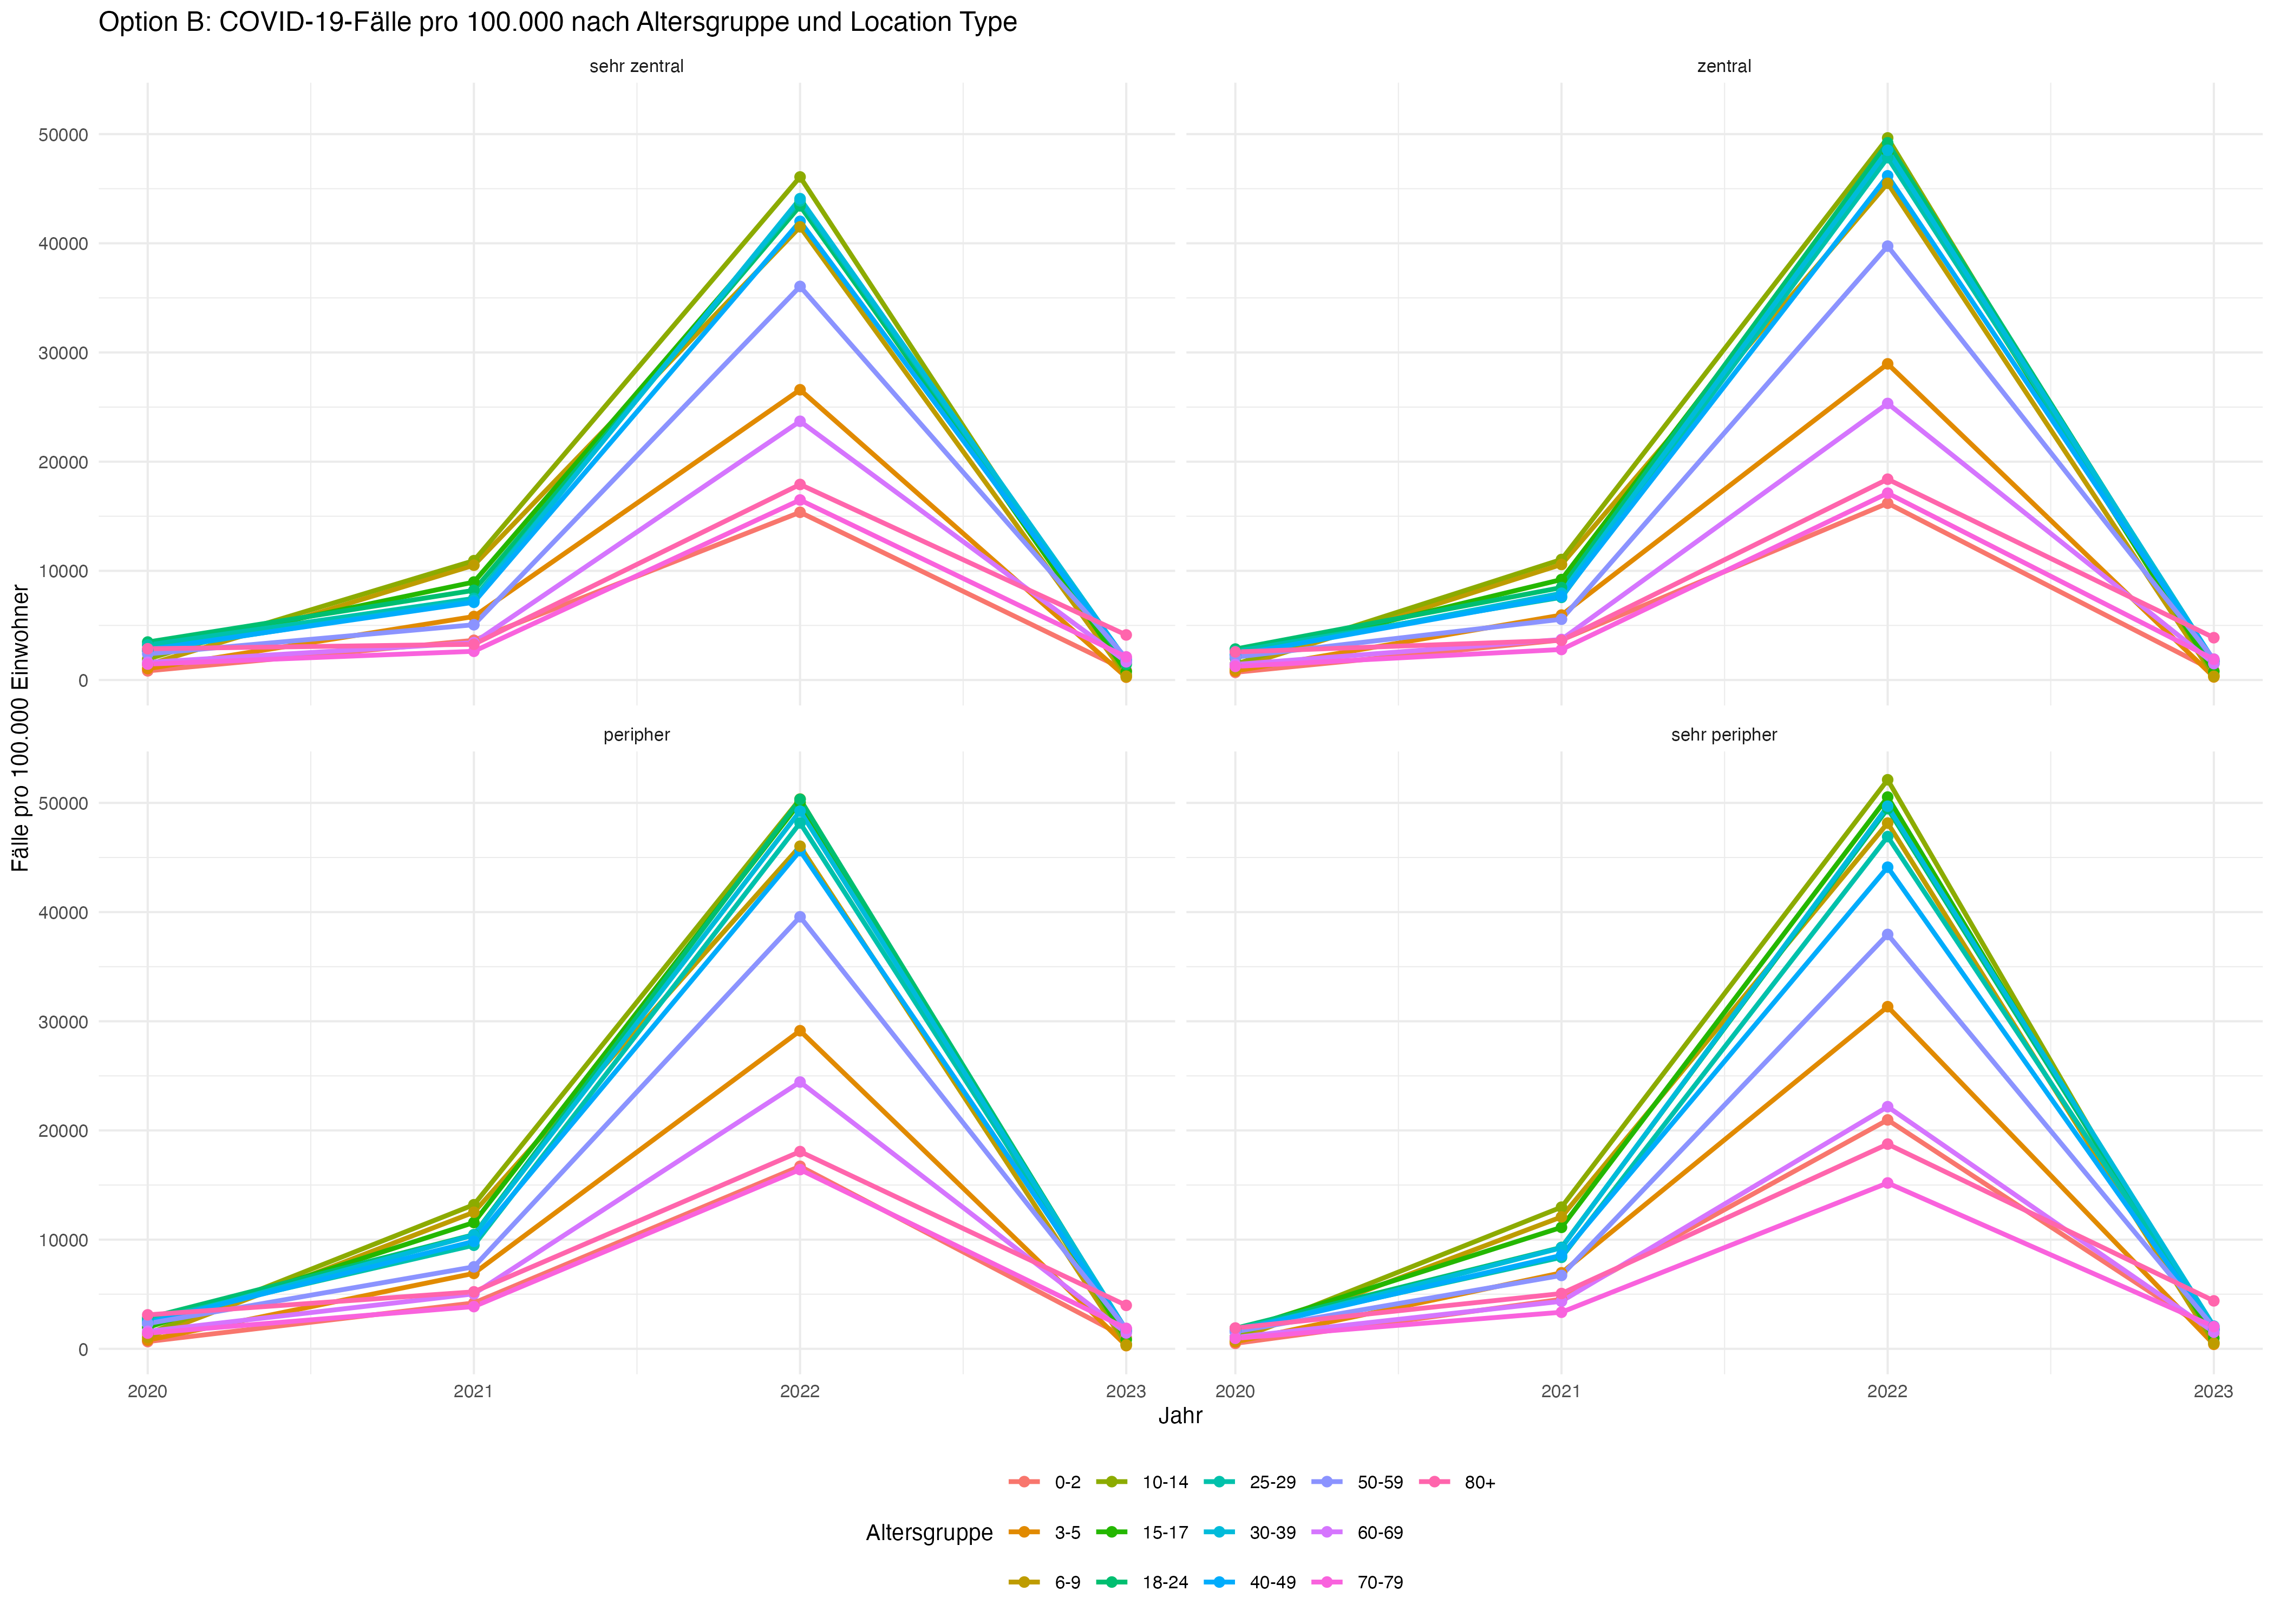 Option B: COVID-19-Fälle pro 100.000 nach Altersgruppe und Location Type
sehr zentral
zentral
50000
40000
30000
20000
10000
0
peripher
sehr peripher
50000
40000
30000
20000
10000
0
Fälle pro 100.000 Einwohner
2020 2021 2022 2023 2020 2021 2022 2023
Jahr
0-2 10-14 25-29 50-59 80+
Altersgruppe 3-5 15-17 30-39 60-69
6-9 18-24 40-49 70-79